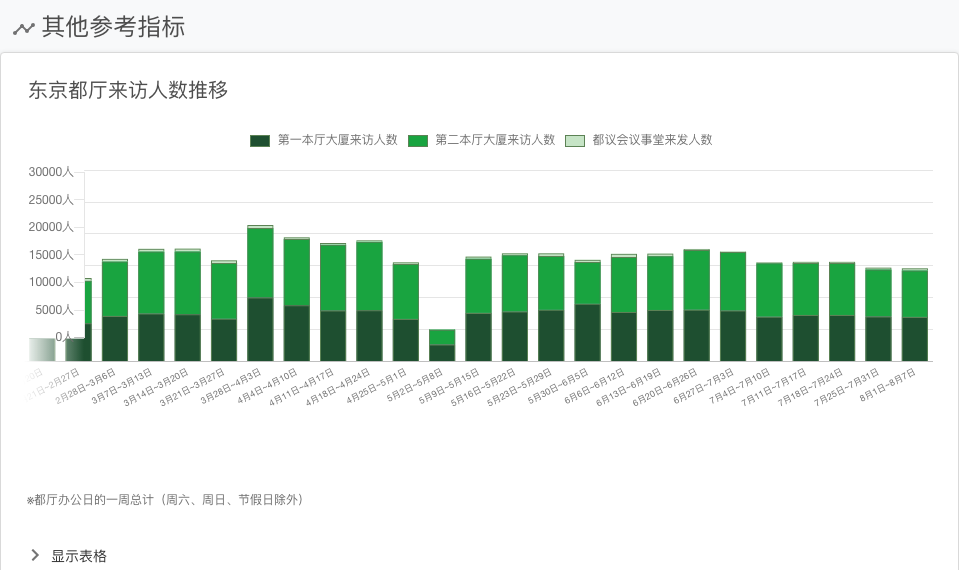 其他参考指标
东京都厅来访人数推移
第一本厅大厦来访人数 第二本厅大厦来访人数 都议会议事堂来发人数
30000人
25000人
20000人
15000人
10000人
5000人
0人
2月28日~3月6日
3月7日~3月13日
3月14日~3月20日
3月21日~3月27日
3月28日~4月3日
4月4日~4月10日
4月11日~4月17日
4月18日~4月24日
4月25日~5月1日
5月2日~5月8日
5月9日~5月15日
5月16日~5月22日
5月23日~5月29日
5月30日~6月5日
6月6日~6月12日
6月13日~6月19日
6月20日~6月26日
6月27日~7月3日
7月4日~7月10日
7月11日~7月17日
7月18日~7月24日
7月25日~7月31日
8月1日~8月7日
※都厅办公日的一周总计（周六、周日、节假日除外）
显示表格